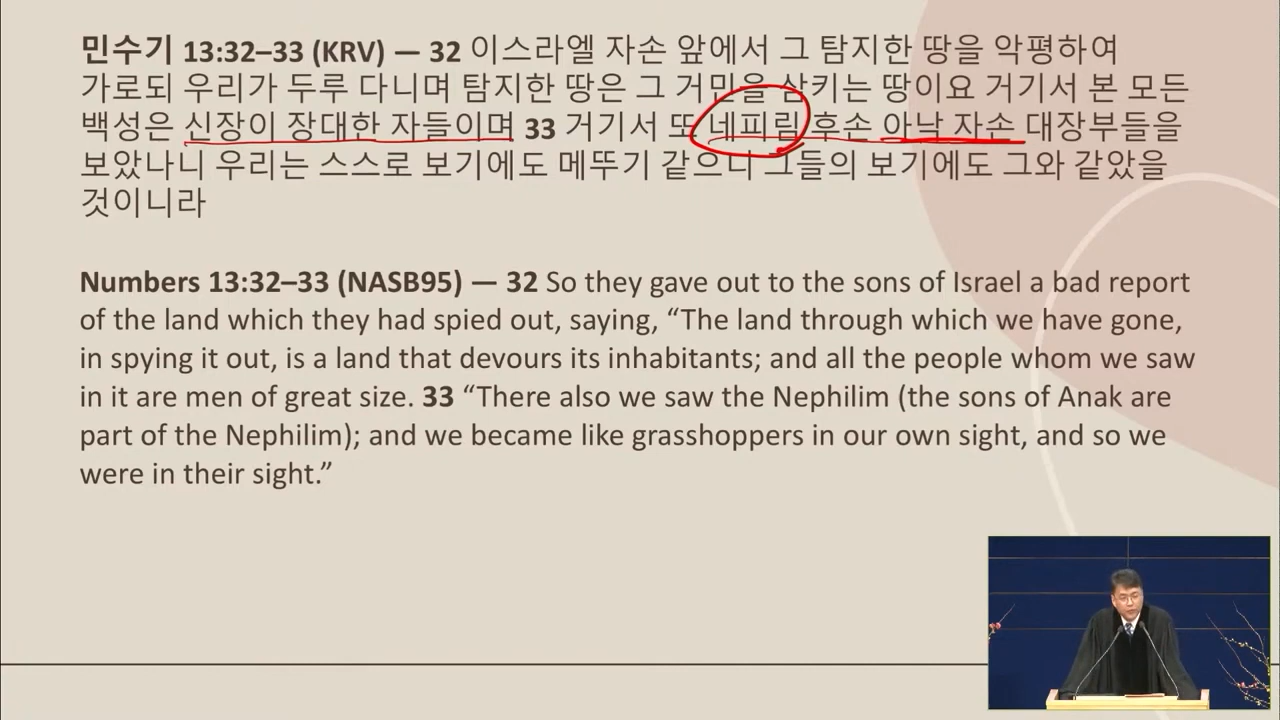 민수기 13:32–33 (KRV) — 32 이스라엘 자손 앞에서 그 탐지한 땅을 악평하여
가로되 우리가 두루 다니며 탐지한 땅은 그 거민을 삼키는 땅이요 거기서 본 모든
백성은 신장이 장대한 자들이며 33 거기서 또 네피림 후손 아낙 자손 대장부들을
보았나니 우리는 스스로 보기에도 메뚜기 같으니 그들의 보기에도 그와 같았을
것이니라
Numbers 13:32–33 (NASB95) — 32 So they gave out to the sons of Israel a bad report
of the land which they had spied out, saying, “The land through which we have gone,
in spying it out, is a land that devours its inhabitants; and all the people whom we saw
in it are men of great size. 33 “There also we saw the Nephilim (the sons of Anak are
part of the Nephilim); and we became like grasshoppers in our own sight, and so we
were in their sight.”